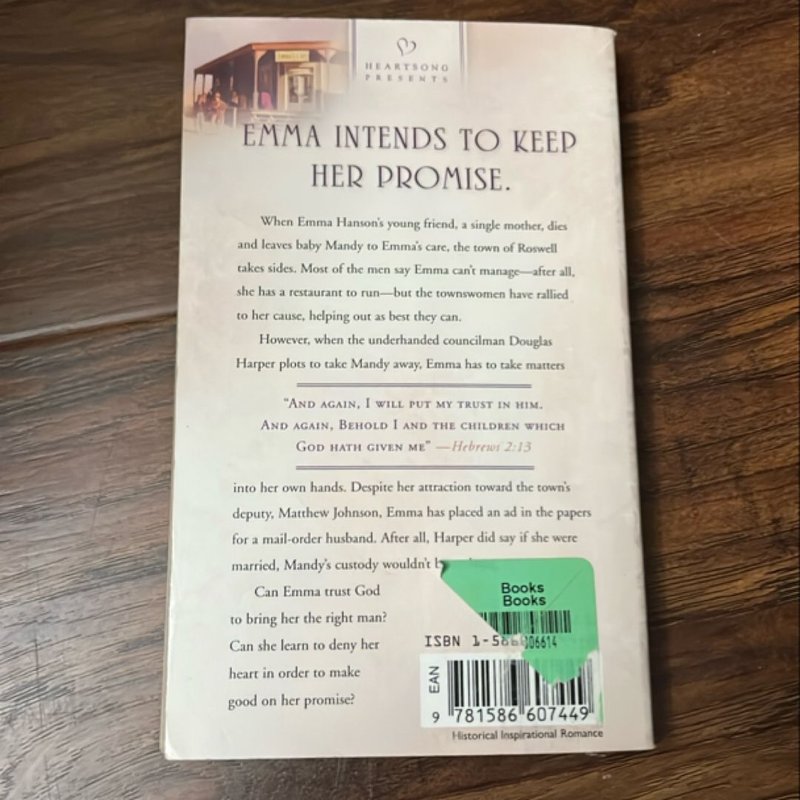 HEARTSONG
PRESENTS
EMMA INTENDS TO KEEP
HER PROMISE.
When Emma Hanson's young friend, a single mother, dies
and leaves baby Mandy to Emma's care, the town of Roswell
takes sides. Most of the men say Emma can't manage—after all,
she has a restaurant to run—but the townswomen have rallied
to her cause, helping out as best they can.
However, when the underhanded councilman Douglas
Harper plots to take Mandy away, Emma has to take matters
"AND AGAIN, I WILL PUT MY TRUST IN HIM.
AND AGAIN, BEHOLD I AND THE CHILDREN WHICH
GOD HATH GIVEN ME" —Hebrews 2:13
into her own hands. Despite her attraction toward the town's
deputy, Matthew Johnson, Emma has placed an ad in the papers
for a mail-order husband. After all, Harper did say if she were
married, Mandy's custody wouldn't
Can Emma trust God
to bring her the right man?
Can she learn to deny her
heart in order to make
good on her promise?
Books
Books
ISBN 1-58
06614
EAN
9 781586 607449
Historical Inspirational Romance